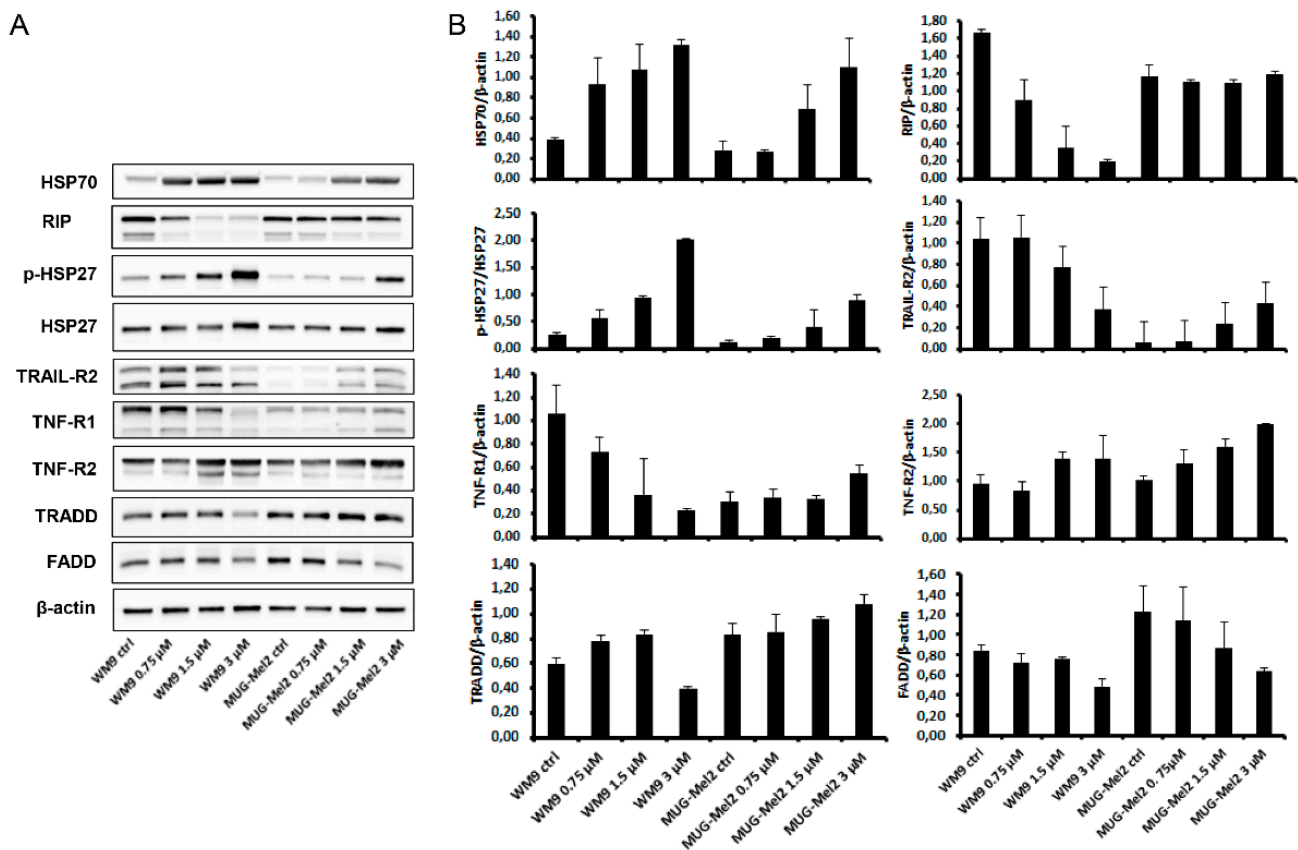 A
HSP70
RIP
p-HSP27
HSP27
TRAIL-R2
TNF-R1
TNF-R2
TRADD
FADD
β-actin
WM9 ctrl
WM9 0.75 µM
WM9 1.5 µM
WM9 3 µM
MUG-Mel2 ctrl
MUG-Mel2 0.75 µM
MUG-Mel2 1.5 µM
MUG-Mel2 3 µM
B
HSP70/β-actin
1,60
1,40
1,20
1,00
0,80
0,60
0,40
0,20
0,00
RIP/β-actin
1,80
1,60
1,40
1,20
1,00
0,80
0,60
0,40
0,20
0,00
p-HSP27/HSP27
2,50
2,00
1,50
1,00
0,50
0,00
TRAIL-R2/β-actin
1,40
1,20
1,00
0,80
0,60
0,40
0,20
0,00
TNF-R1/β-actin
1,40
1,20
1,00
0,80
0,60
0,40
0,20
0,00
TNF-R2/β-actin
2,50
2,00
1,50
1,00
0,50
0,00
TRADD/β-actin
1,40
1,20
1,00
0,80
0,60
0,40
0,20
0,00
WM9 ctrl
WM9 0.75 µM
WM9 1.5 µM
WM9 3 µM
MUG-Mel2 ctrl
MUG-Mel2 0.75 µM
MUG-Mel2 1.5 µM
MUG-Mel2 3 µM
FADD/β-actin
1,60
1,40
1,20
1,00
0,80
0,60
0,40
0,20
0,00
WM9 ctrl
WM9 0.75 µM
WM9 1.5 µM
WM9 3 µM
MUG-Mel2 ctrl
MUG-Mel2 0. 75µM
MUG-Mel2 1.5 µM
MUG-Mel2 3 µM